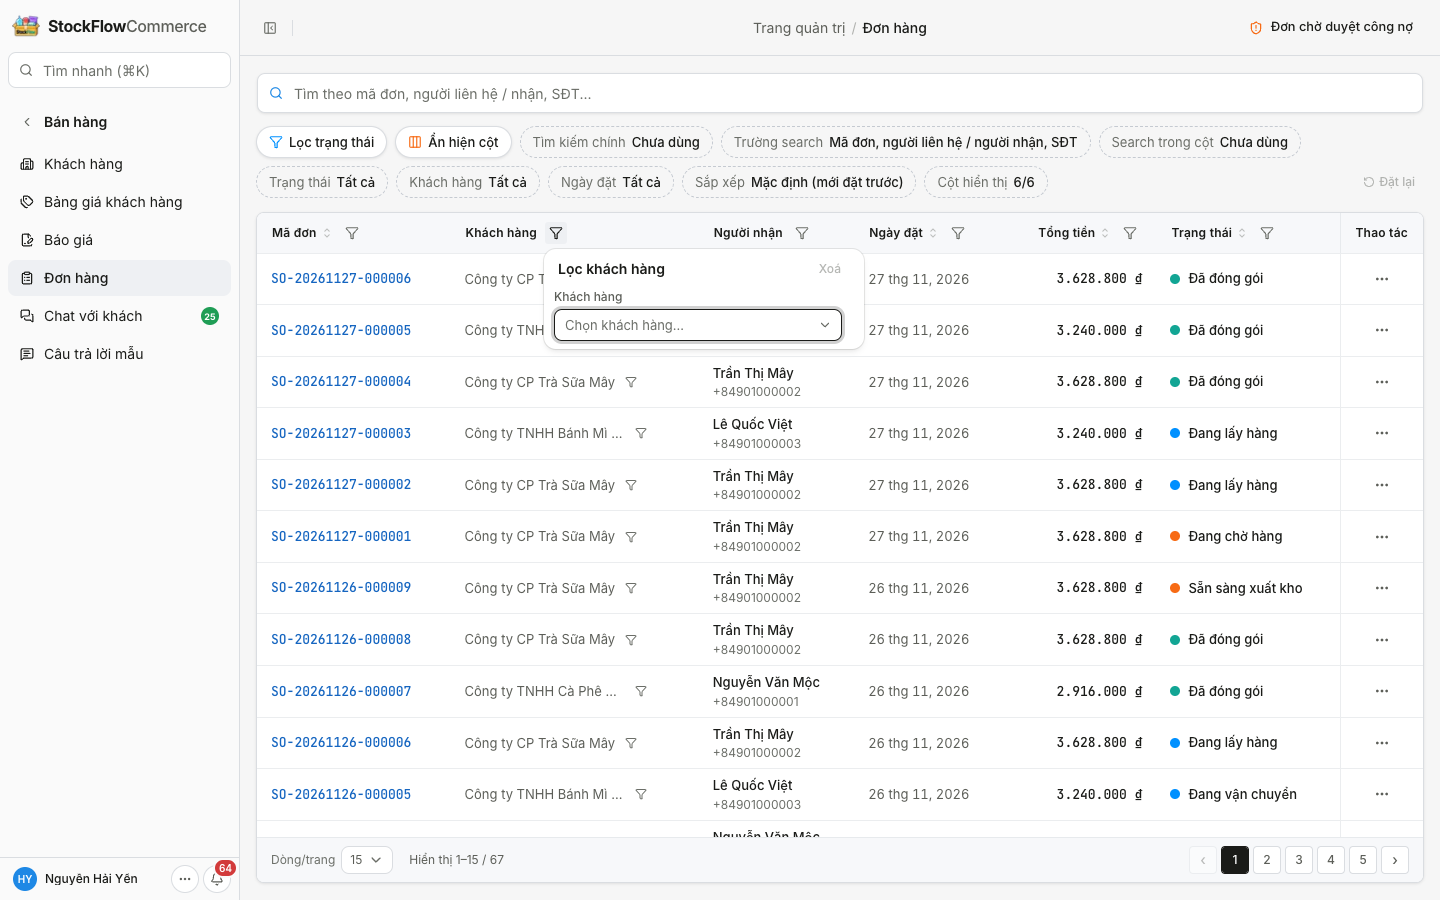 StockFlowCommerce
Tìm nhanh (⌘K)
Bán hàng
Khách hàng
Bảng giá khách hàng
Báo giá
Đơn hàng
Chat với khách 25
Câu trả lời mẫu
HY Nguyên Hải Yên 64
Trang quản trị / Đơn hàng
Đơn chờ duyệt công nợ
Tìm theo mã đơn, người liên hệ / nhận, SĐT...
Lọc trạng thái Ẩn hiện cột Tìm kiếm chính Chưa dùng Trường search Mã đơn, người liên hệ / người nhận, SĐT Search trong cột Chưa dùng
Trạng thái Tất cả Khách hàng Tất cả Ngày đặt Tất cả Sắp xếp Mặc định (mới đặt trước) Cột hiển thị 6/6 Đặt lại
Mã đơn Khách hàng Người nhận Ngày đặt Tổng tiền Trạng thái Thao tác
Lọc khách hàng Xoá
Khách hàng
Chọn khách hàng...
SO-20261127-000006 Công ty CP T 27 thg 11, 2026 3.628.800 ₫ Đã đóng gói
SO-20261127-000005 Công ty TNH 27 thg 11, 2026 3.240.000 ₫ Đã đóng gói
SO-20261127-000004 Công ty CP Trà Sữa Mây Trần Thị Mây 27 thg 11, 2026 3.628.800 ₫ Đã đóng gói
+84901000002
SO-20261127-000003 Công ty TNHH Bánh Mì ... Lê Quốc Việt 27 thg 11, 2026 3.240.000 ₫ Đang lấy hàng
+84901000003
SO-20261127-000002 Công ty CP Trà Sữa Mây Trần Thị Mây 27 thg 11, 2026 3.628.800 ₫ Đang lấy hàng
+84901000002
SO-20261127-000001 Công ty CP Trà Sữa Mây Trần Thị Mây 27 thg 11, 2026 3.628.800 ₫ Đang chờ hàng
+84901000002
SO-20261126-000009 Công ty CP Trà Sữa Mây Trần Thị Mây 26 thg 11, 2026 3.628.800 ₫ Sẵn sàng xuất kho
+84901000002
SO-20261126-000008 Công ty CP Trà Sữa Mây Trần Thị Mây 26 thg 11, 2026 3.628.800 ₫ Đã đóng gói
+84901000002
SO-20261126-000007 Công ty TNHH Cà Phê ... Nguyễn Văn Mộc 26 thg 11, 2026 2.916.000 ₫ Đã đóng gói
+84901000001
SO-20261126-000006 Công ty CP Trà Sữa Mây Trần Thị Mây 26 thg 11, 2026 3.628.800 ₫ Đang lấy hàng
+84901000002
SO-20261126-000005 Công ty TNHH Bánh Mì ... Lê Quốc Việt 26 thg 11, 2026 3.240.000 ₫ Đang vận chuyển
+84901000003
Nguyễn Văn Mộc
Dòng/trang 15 Hiển thị 1–15 / 67 ‹ 1 2 3 4 5 ›